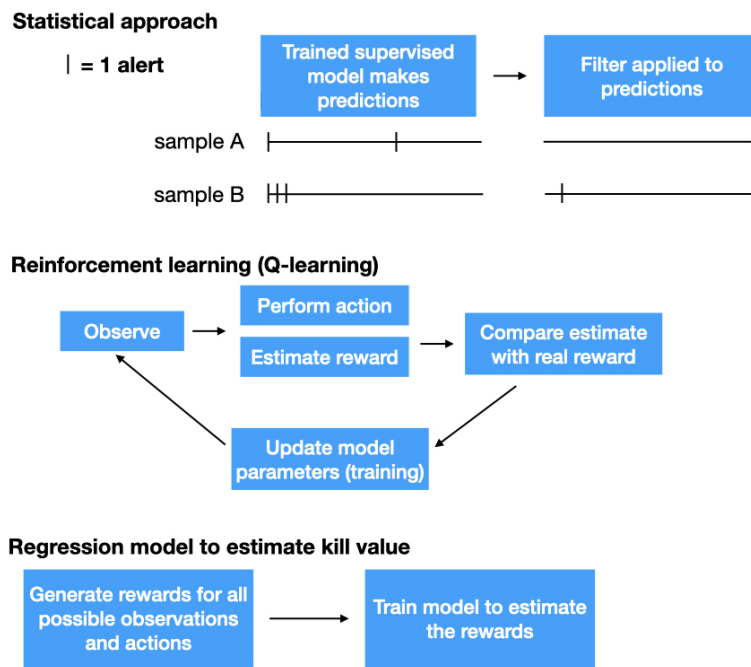 Statistical approach
| = 1 alert
Trained supervised
model makes
predictions
Filter applied to
predictions
sample A
sample B
Reinforcement learning (Q-learning)
Observe
Perform action
Estimate reward
Compare estimate
with real reward
Update model
parameters (training)
Regression model to estimate kill value
Generate rewards for all
possible observations
and actions
Train model to estimate
the rewards